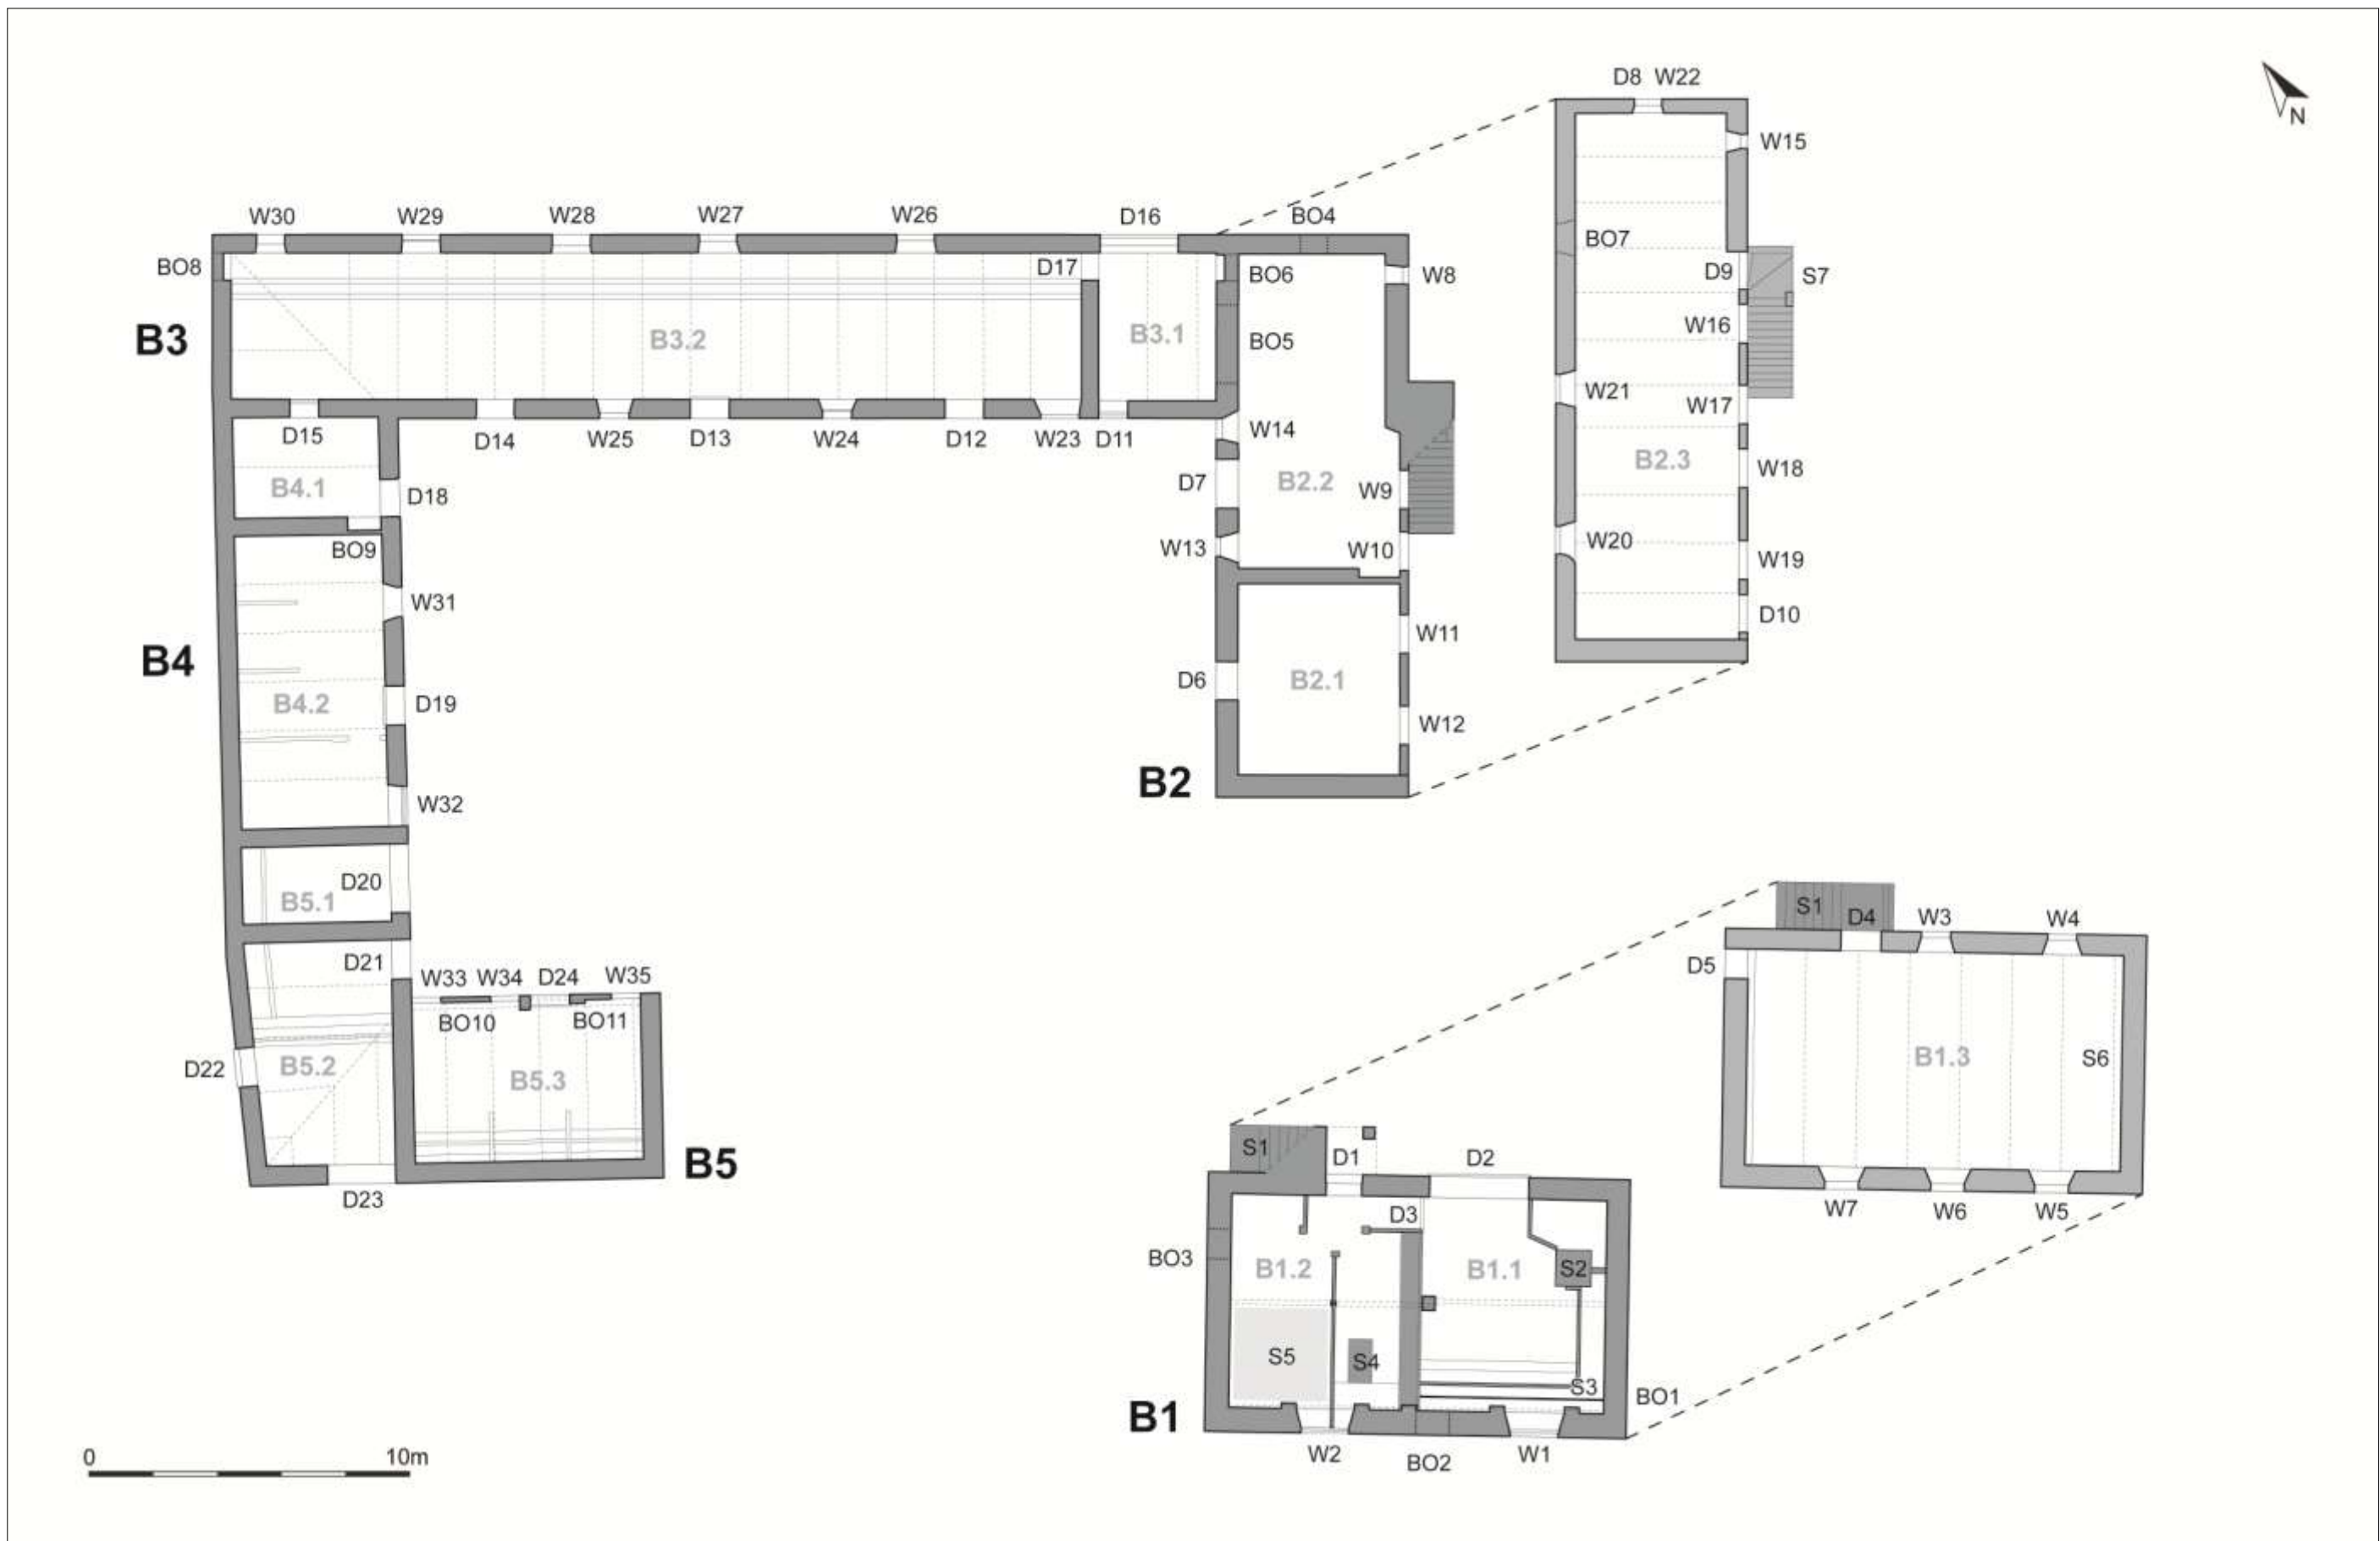 D8 W22
W15
N
W30 W29 W28 W27 W26 D16 BO4
BO8 D17 BO6 W8
BO7
D9 S7
B3 B3.2 B3.1 BO5
W16
W21 W17
D15 D14 W25 D13 W24 D12 W23 D11 W14
B2.3 W18
B4.1 D18 D7 B2.2 W9
W20 W19
BO9 W13 W10
W31 W11 D10
B4 B4.2 D19 D6 B2.1
W12
B2
W32
B5.1 D20
S1 D4 W3 W4
D21 W33 W34 D24 W35
D5
BO10 BO11
D22 B5.2 B5.3
B1.3 S6
B5
D23
S1 D1 D2
D3
W7 W6 W5
BO3 B1.2 B1.1 S2
S5 S4
S3 BO1
B1
W2 BO2 W1
0 10m